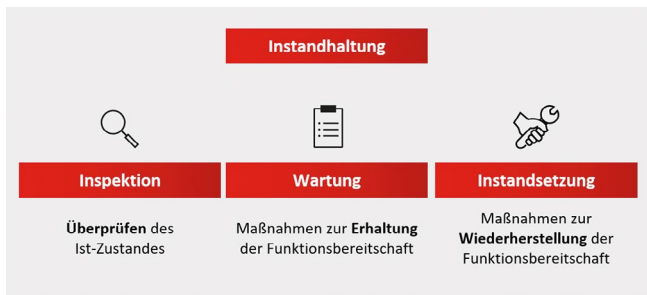 Instandhaltung
Inspektion
Überprüfen des
Ist-Zustandes
Wartung
Maßnahmen zur Erhaltung
der Funktionsbereitschaft
Instandsetzung
Maßnahmen zur
Wiederherstellung der
Funktionsbereitschaft